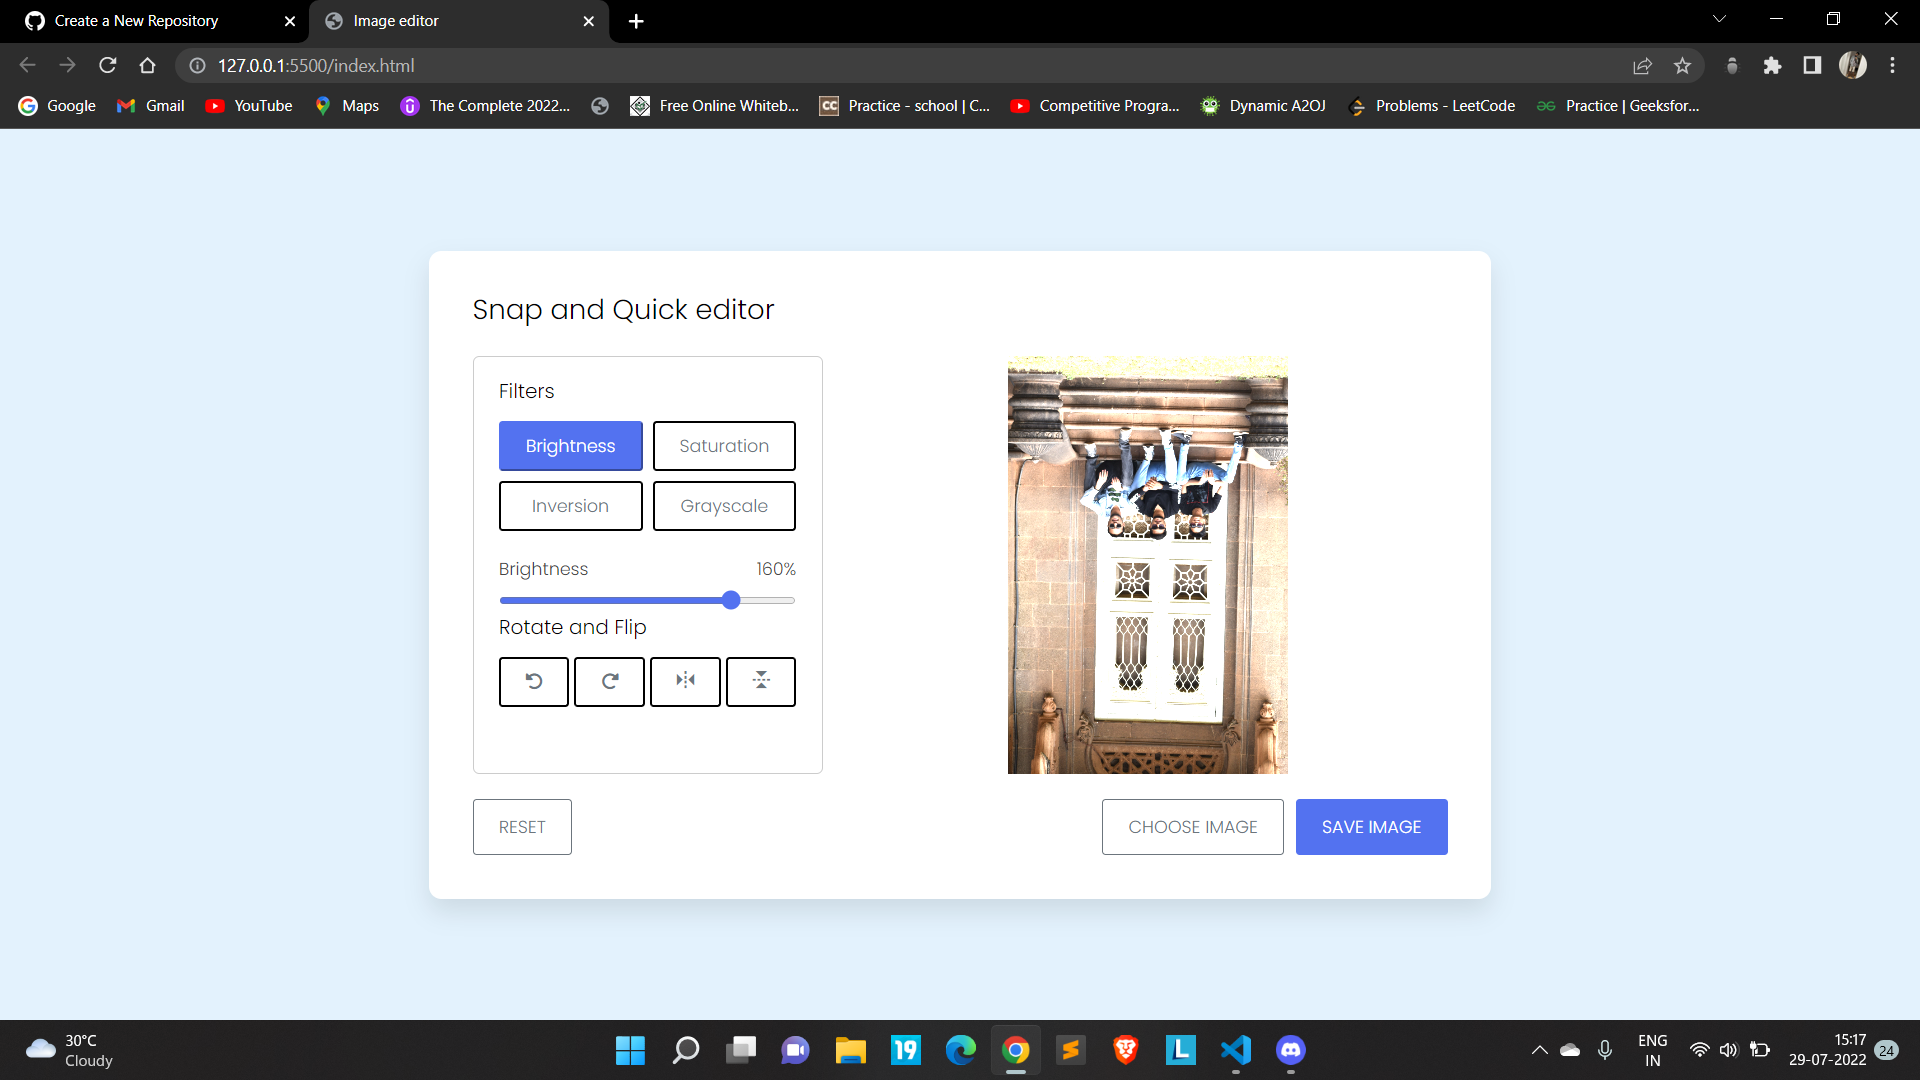 Create a New Repository
Image editor
127.0.0.1:5500/index.html
Google
Gmail
YouTube
Maps
The Complete 2022...
Free Online Whiteb...
CC
Practice - school | C...
Competitive Progra...
Dynamic A2OJ
Problems - LeetCode
Practice | Geeksfor...
Snap and Quick editor
Filters
Brightness
Saturation
Inversion
Grayscale
Brightness 160%
Rotate and Flip
RESET
CHOOSE IMAGE
SAVE IMAGE
30°C
Cloudy
19
L
ENG
IN
15:17
29-07-2022
24